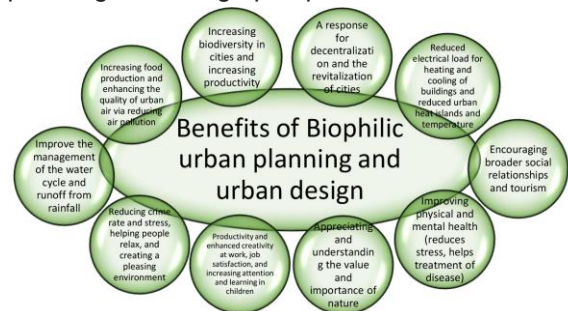 Increasing
biodiversity in
cities and
increasing
productivity
A response
for
decentralizati
on and the
revitalization
of cities
Increasing food
production and
enhancing the
quality of urban
air via reducing
air pollution
Reduced
electrical load for
heating and
cooling of
buildings and
reduced urban
heat islands and
temperature
Benefits of Biophilic
urban planning and
urban design
Improve the
management
of the water
cycle and
runoff from
rainfall
Encouraging
broader social
relationships
and tourism
Reducing crime
rate and stress,
helping people
relax, and
creating a
pleasing
environment
Productivity and
enhanced creativity
at work, job
satisfaction, and
increasing attention
and learning in
children
Appreciating
and
understandin
g the value
and
importance of
nature
Improving
physical and
mental health
(reduces
stress, helps
treatment of
disease)